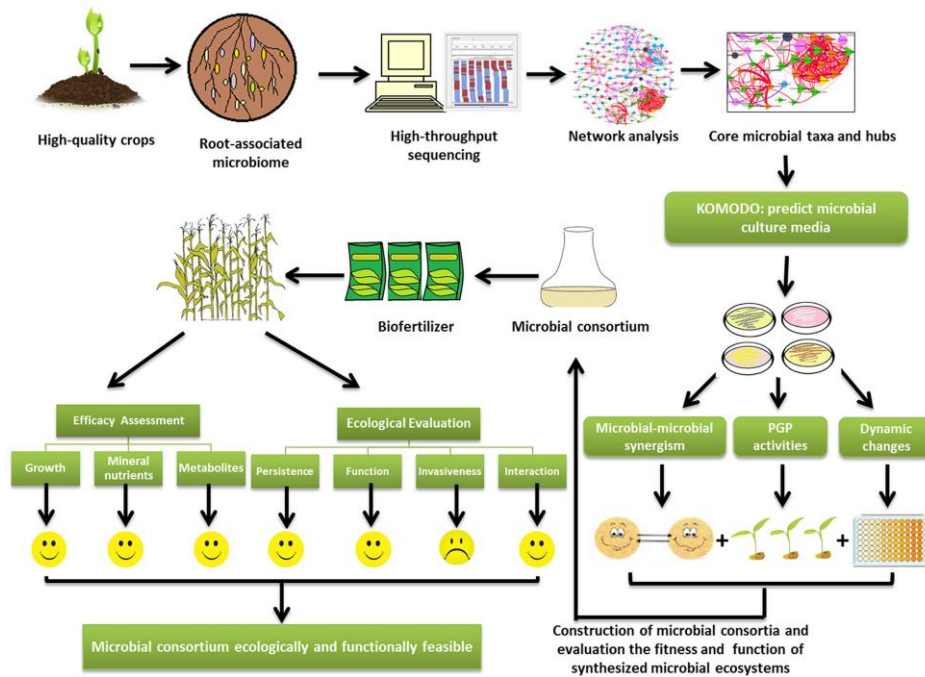 High-quality crops
Root-associated
microbiome
High-throughput
sequencing
Network analysis
Core microbial taxa and hubs
KOMODO: predict microbial
culture media
Biofertilizer
Microbial consortium
Efficacy Assessment
Ecological Evaluation
Growth
Mineral
nutrients
Metabolites
Persistence
Function
Invasiveness
Interaction
Microbial-microbial
synergism
PGP
activities
Dynamic
changes
+
+
Microbial consortium ecologically and functionally feasible
Construction of microbial consortia and
evaluation the fitness and function of
synthesized microbial ecosystems